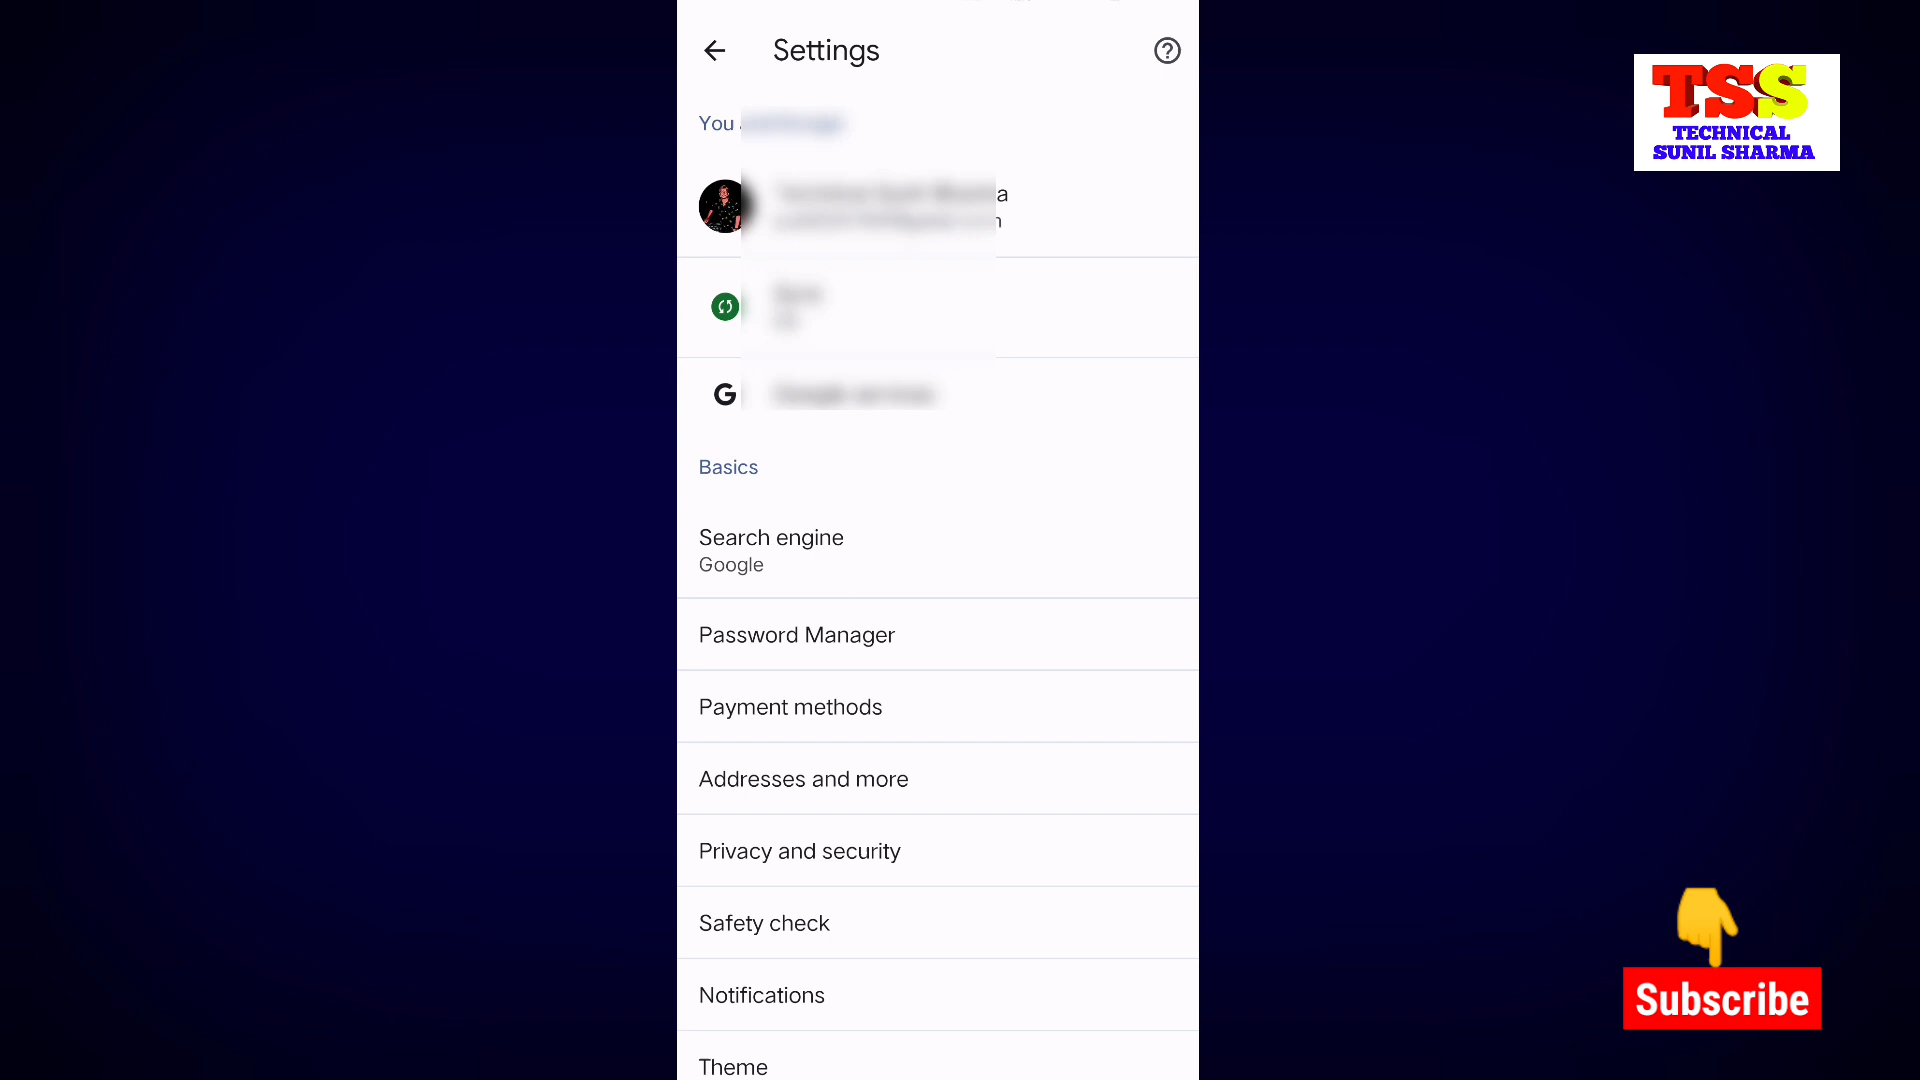 Settings
You
Basics
Search engine
Google
Password Manager
Payment methods
Addresses and more
Privacy and security
Safety check
Notifications
Theme
TSS
TECHNICAL
SUNIL SHARMA
Subscribe